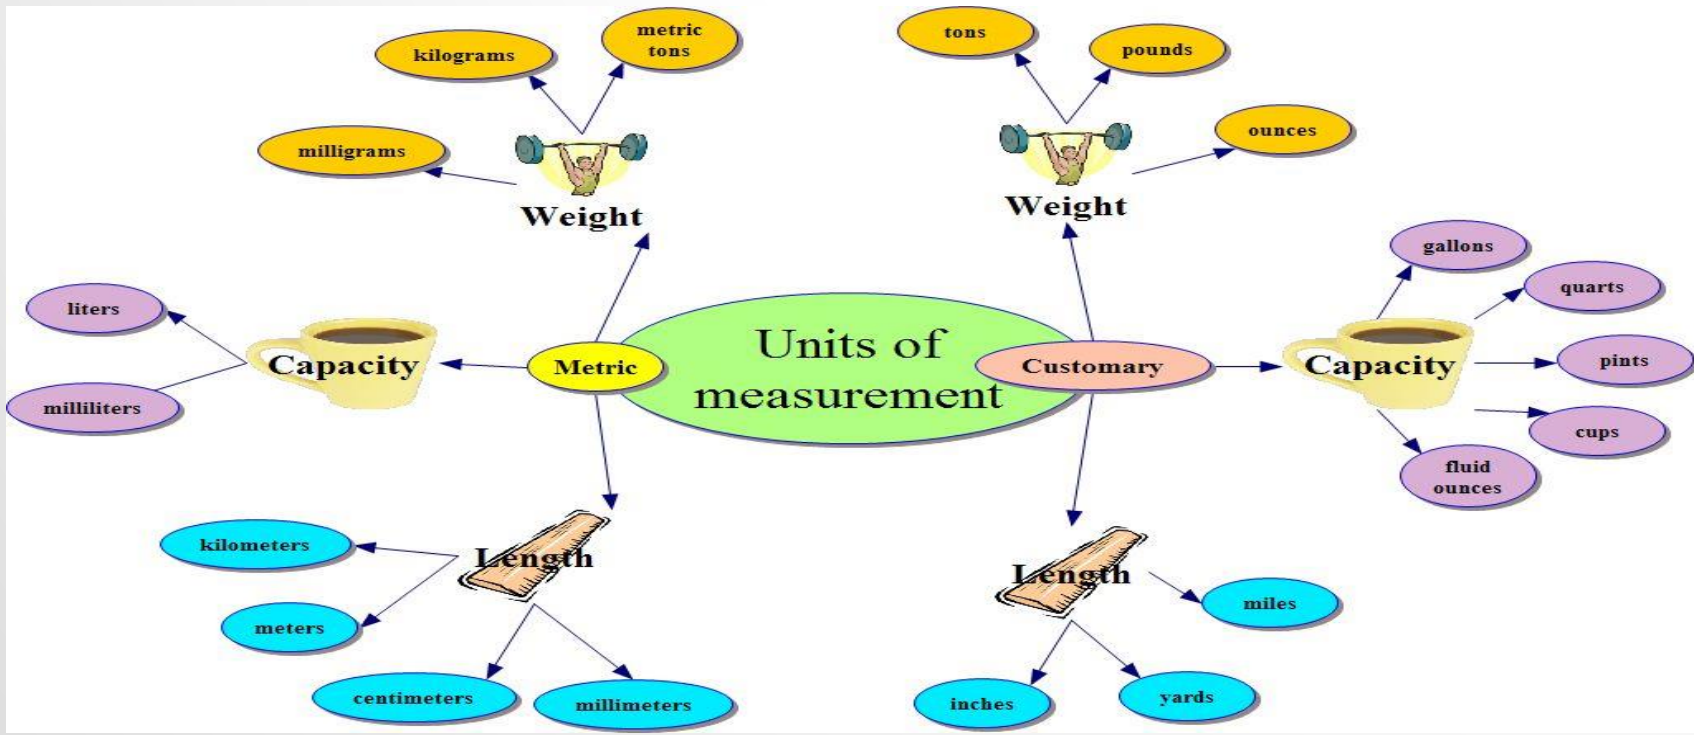 metric
tons
kilograms
milligrams
Weight
tons
pounds
ounces
Weight
liters
milliliters
Capacity
Metric
Units of
measurement
Customary
Capacity
gallons
quarts
pints
cups
fluid
ounces
kilometers
meters
centimeters
millimeters
Length
Length
miles
yards
inches